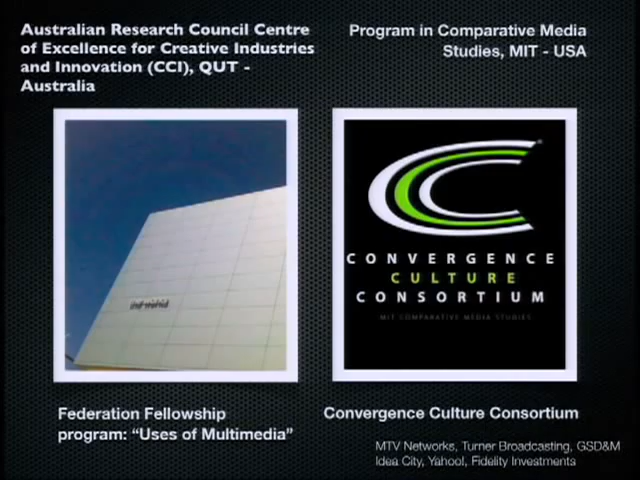 Australian Research Council Centre
of Excellence for Creative Industries
and Innovation (CCI), QUT -
Australia
Program in Comparative Media
Studies, MIT - USA
CONVERGENCE
CULTURE
CONSORTIUM
MIT COMPARATIVE MEDIA STUDIES
Federation Fellowship
program: “Uses of Multimedia”
Convergence Culture Consortium
MTV Networks, Turner Broadcasting, GSD&M
Idea City, Yahoo!, Fidelity Investments